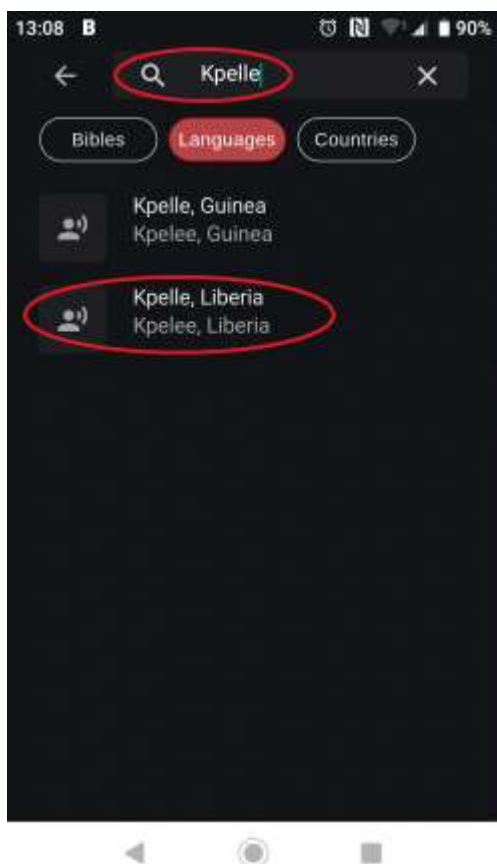 13:08 B 90%
Kpelle
Bibles Languages Countries
Kpelle, Guinea
Kpelee, Guinea
Kpelle, Liberia
Kpelee, Liberia